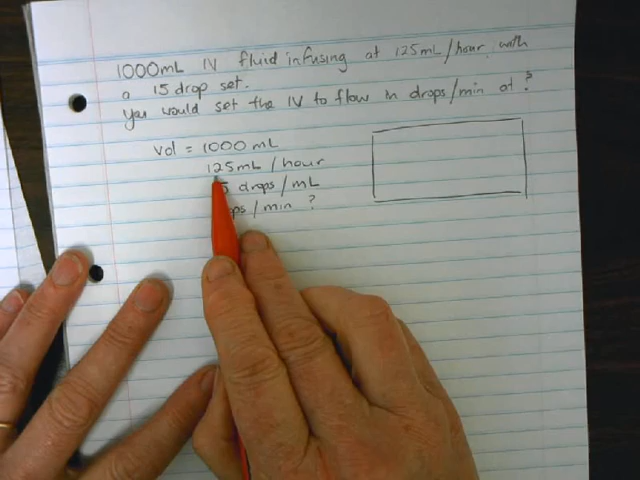 1000mL IV fluid infusing at 125mL/hour with
a 15 drop set.
You would set the IV to flow in drops/min at ?
Vol = 1000 mL
125mL / hour
drops / mL
/ min ?